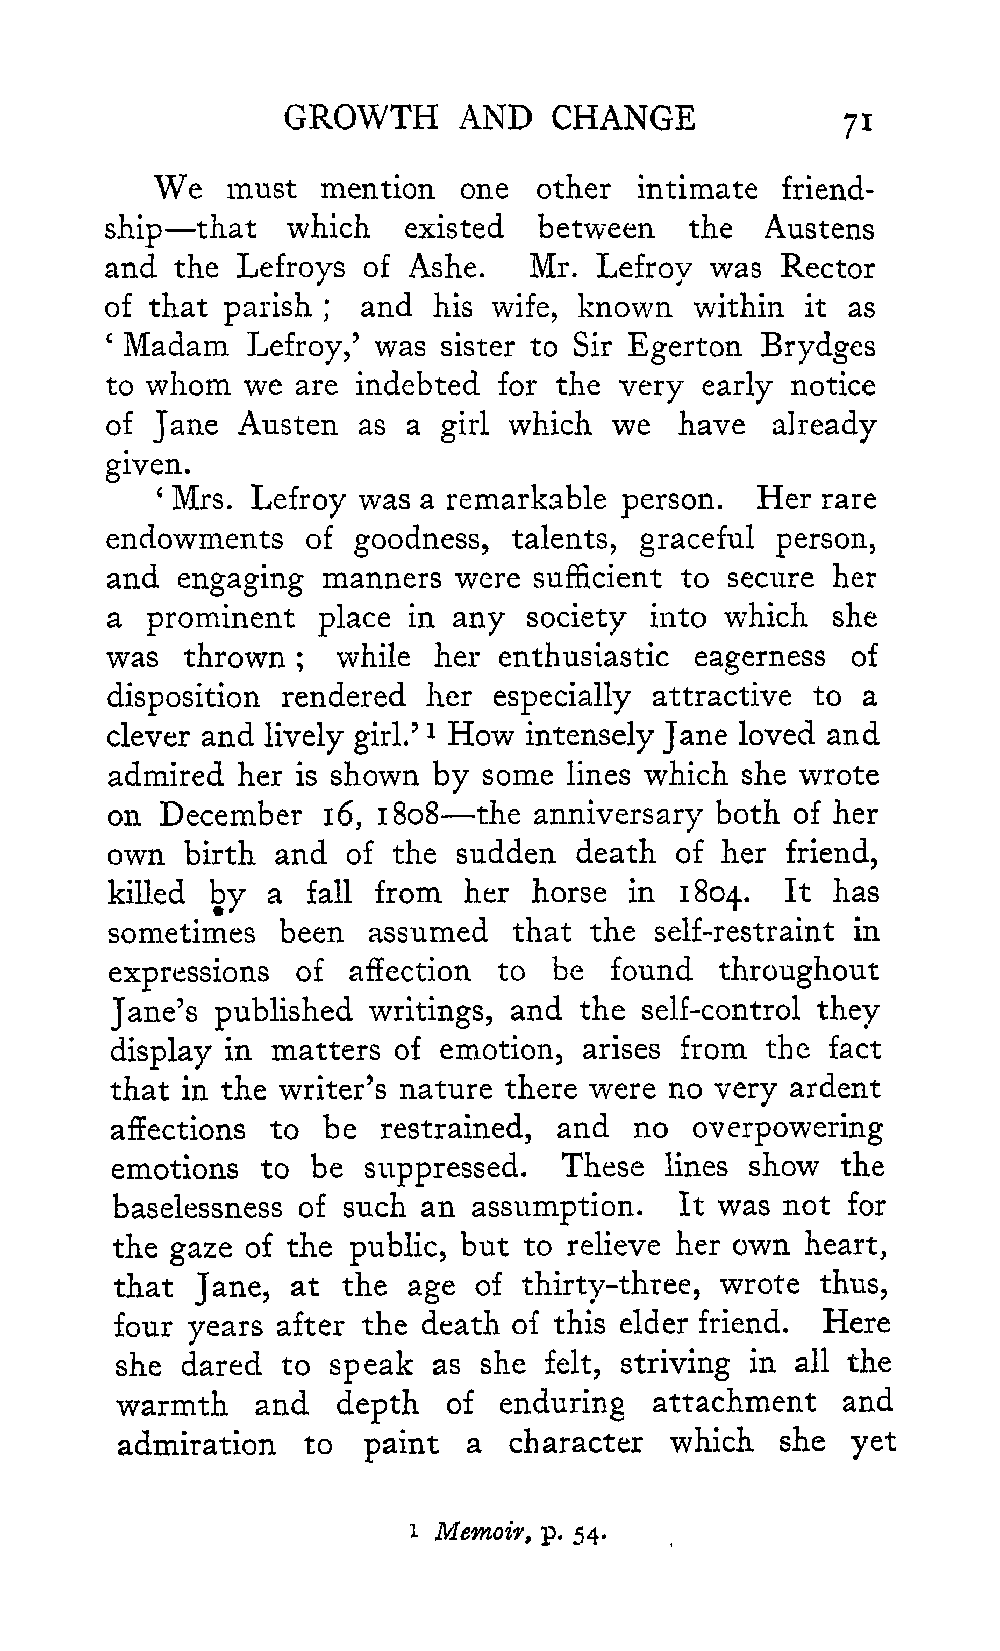 GROWTH AND CHANGE 71
We must mention one other intimate friend-
ship—that which existed between the Austens
and the Lefroys of Ashe. Mr. Lefroy was Rector
of that parish ; and his wife, known within it as
‘ Madam Lefroy,’ was sister to Sir Egerton Brydges
to whom we are indebted for the very early notice
of Jane Austen as a girl which we have already
given.
‘ Mrs. Lefroy was a remarkable person. Her rare
endowments of goodness, talents, graceful person,
and engaging manners were sufficient to secure her
a prominent place in any society into which she
was thrown ; while her enthusiastic eagerness of
disposition rendered her especially attractive to a
clever and lively girl.’ 1 How intensely Jane loved and
admired her is shown by some lines which she wrote
on December 16, 1808—the anniversary both of her
own birth and of the sudden death of her friend,
killed by a fall from her horse in 1804. It has
sometimes been assumed that the self-restraint in
expressions of affection to be found throughout
Jane’s published writings, and the self-control they
display in matters of emotion, arises from the fact
that in the writer’s nature there were no very ardent
affections to be restrained, and no overpowering
emotions to be suppressed. These lines show the
baselessness of such an assumption. It was not for
the gaze of the public, but to relieve her own heart,
that Jane, at the age of thirty-three, wrote thus,
four years after the death of this elder friend. Here
she dared to speak as she felt, striving in all the
warmth and depth of enduring attachment and
admiration to paint a character which she yet
1 Memoir, p. 54.